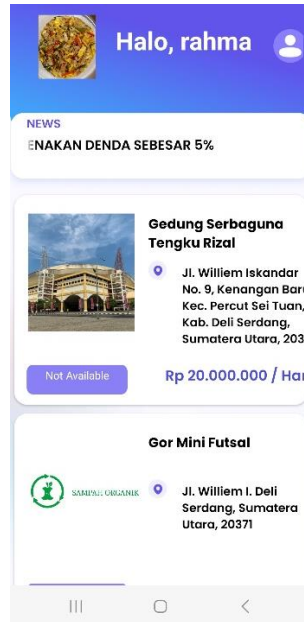 Halo, rahma
NEWS
ENAKAN DENDA SEBESAR 5%
Gedung Serbaguna
Tengku Rizal
Jl. Williem Iskandar
No. 9, Kenangan Baru
Kec. Percut Sei Tuan,
Kab. Deli Serdang,
Sumatera Utara, 203
Not Available
Rp 20.000.000 / Har
Gor Mini Futsal
SAMPAH ORGANIK
Jl. Williem I. Deli
Serdang, Sumatera
Utara, 20371